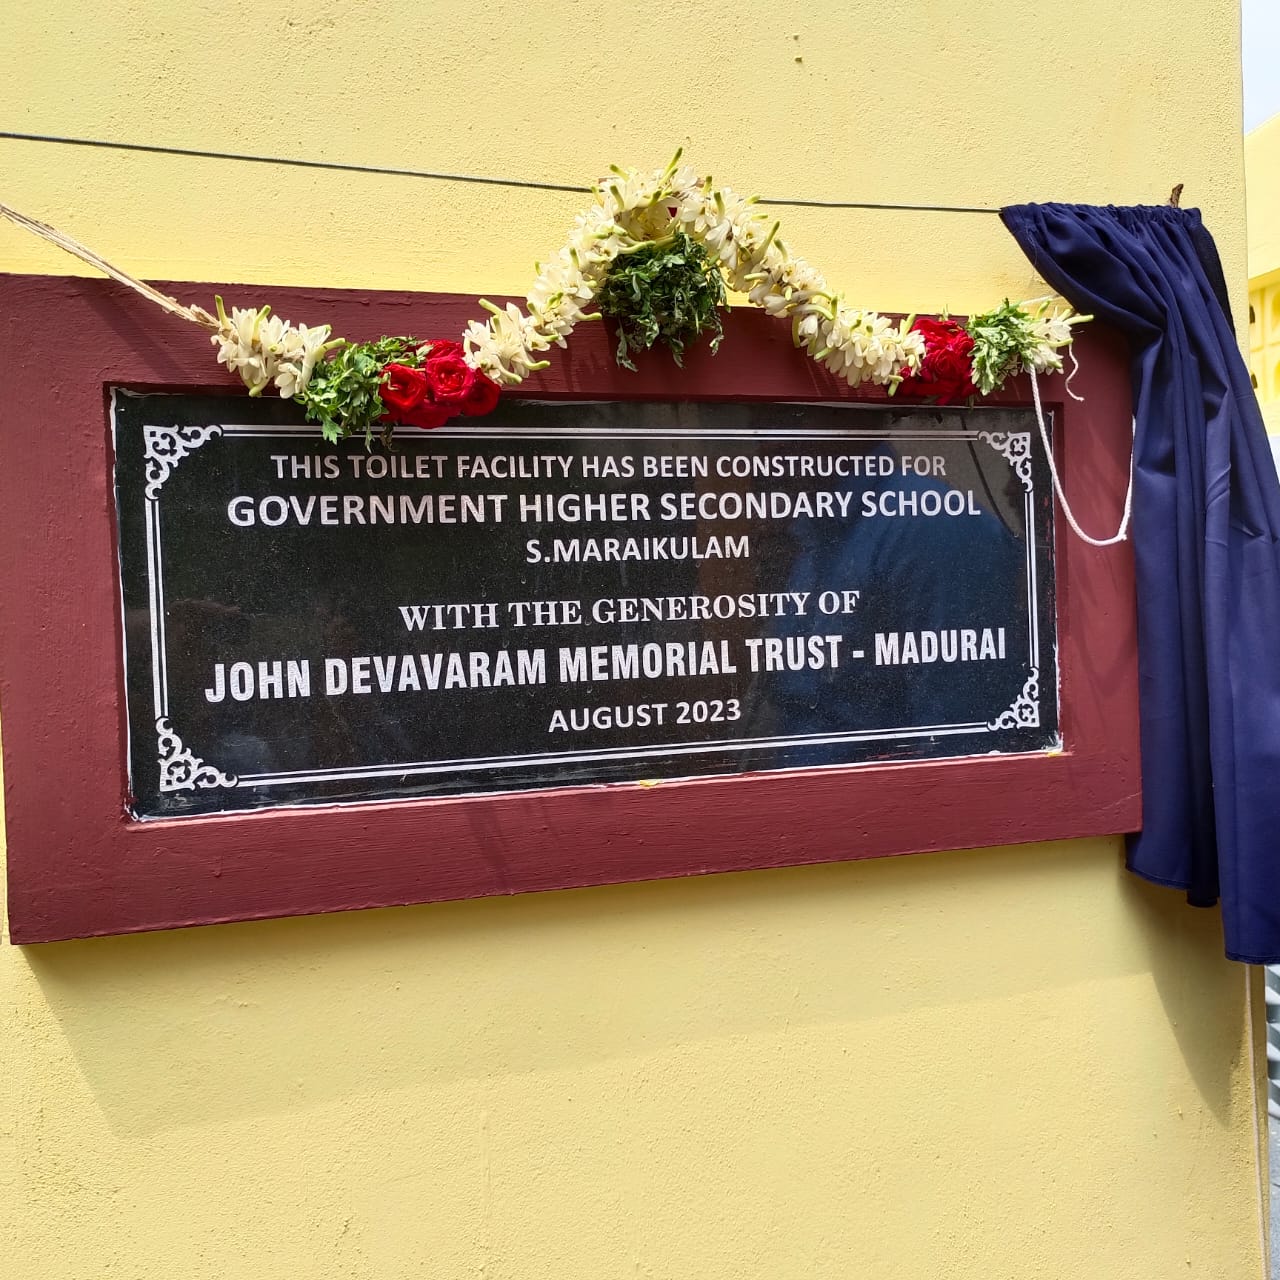 THIS TOILET FACILITY HAS BEEN CONSTRUCTED FOR
GOVERNMENT HIGHER SECONDARY SCHOOL
S.MARAIKULAM
WITH THE GENEROSITY OF
JOHN DEVAVARAM MEMORIAL TRUST - MADURAI
AUGUST 2023